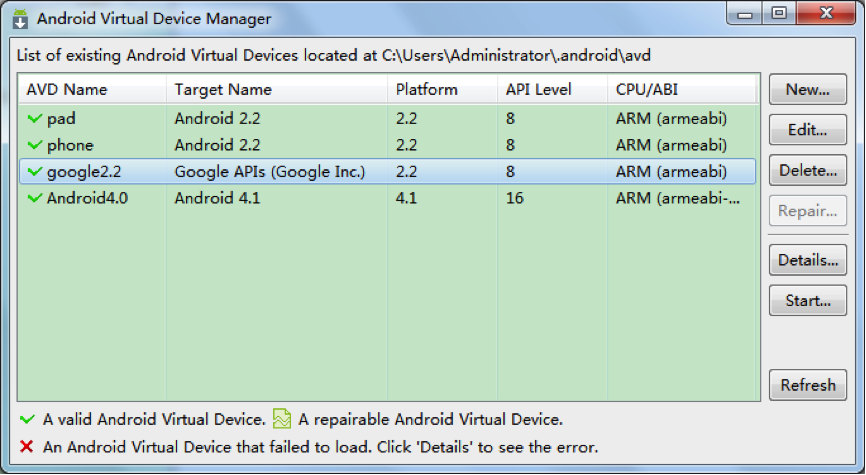 Android Virtual Device Manager
List of existing Android Virtual Devices located at C:\Users\Administrator\.android\avd
AVD Name Target Name Platform API Level CPU/ABI
pad Android 2.2 2.2 8 ARM (armeabi)
phone Android 2.2 2.2 8 ARM (armeabi)
google2.2 Google APIs (Google Inc.) 2.2 8 ARM (armeabi)
Android4.0 Android 4.1 4.1 16 ARM (armeabi-...
New...
Edit...
Delete...
Repair...
Details...
Start...
Refresh
A valid Android Virtual Device. A repairable Android Virtual Device.
An Android Virtual Device that failed to load. Click 'Details' to see the error.